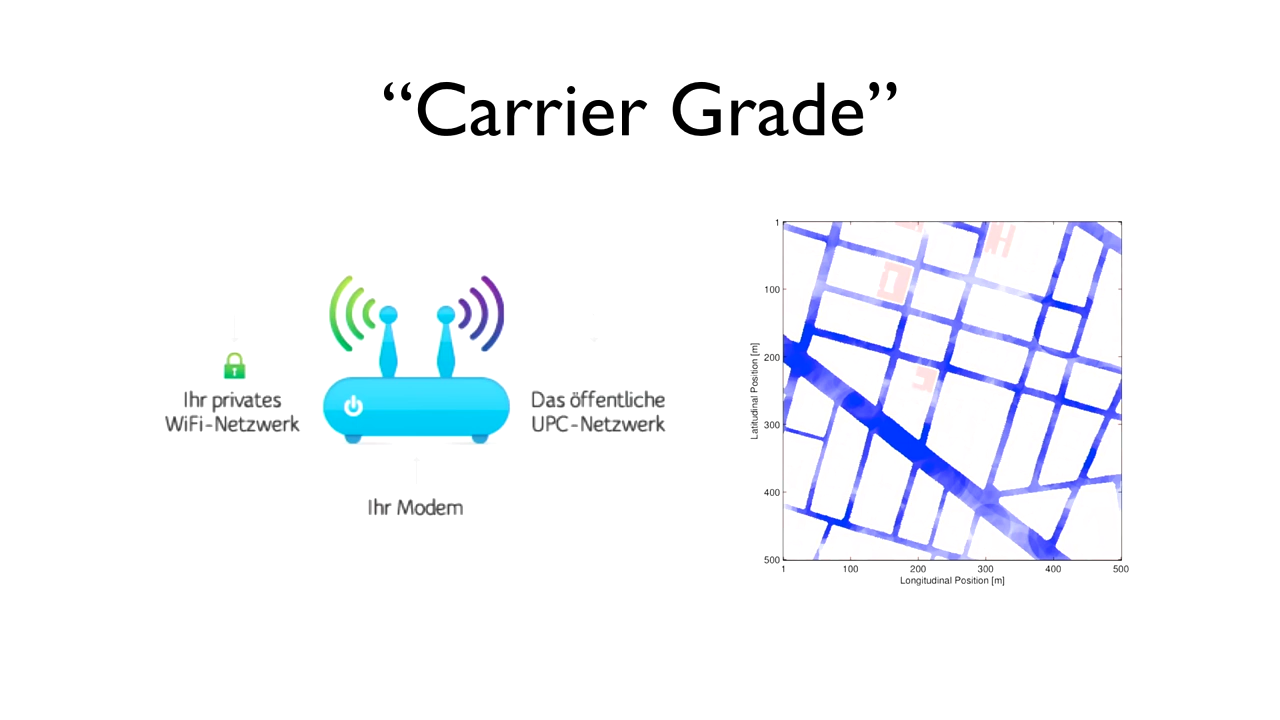 “Carrier Grade”
Ihr privates
WiFi-Netzwerk
Das öffentliche
UPC-Netzwerk
Ihr Modem
Latitudinal Position [m]
1
100
200
300
400
500
1
100
200
300
400
500
Longitudinal Position [m]